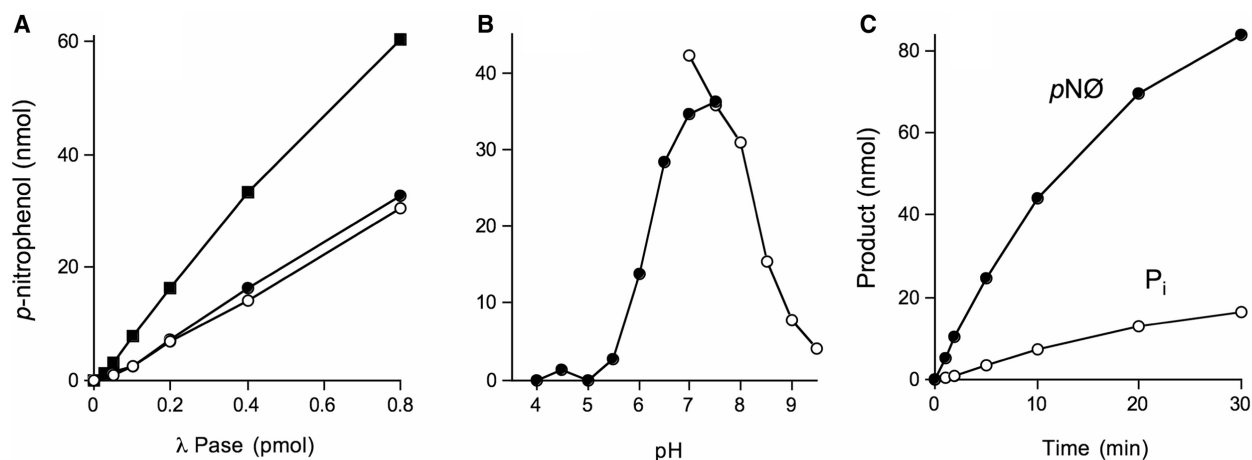 A
p-nitrophenol (nmol)
60
40
20
0
0 0.2 0.4 0.6 0.8
λ Pase (pmol)
B
40
30
20
10
0
4 5 6 7 8 9
pH
C
Product (nmol)
80
60
40
20
0
pNØ
Pi
0 10 20 30
Time (min)